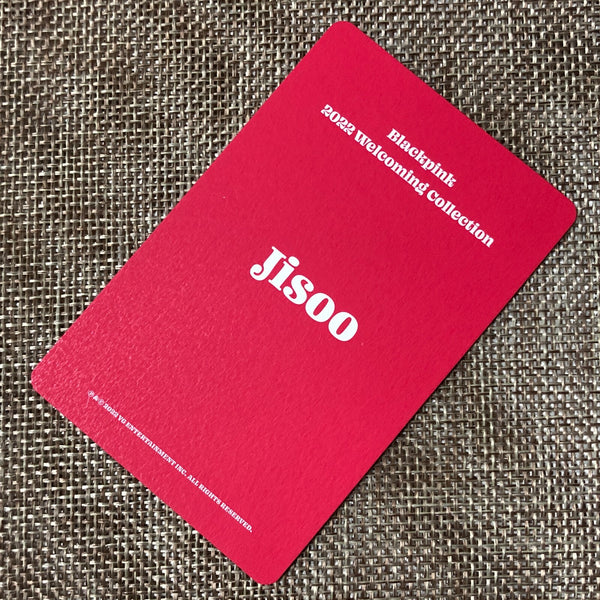 Blackpink
2022 Welcoming Collection
Jisoo
℗ & © 2022 YG ENTERTAINMENT INC. ALL RIGHTS RESERVED.